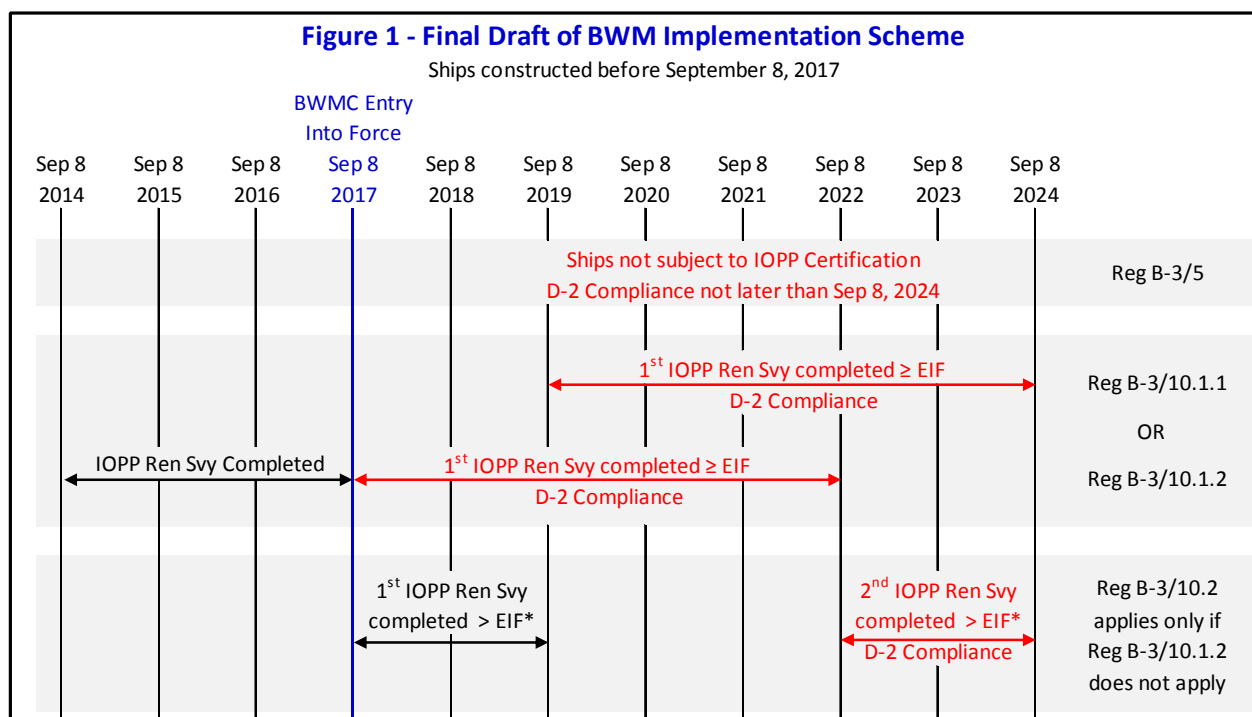 Figure 1 - Final Draft of BWM Implementation Scheme
Ships constructed before September 8, 2017
BWMC Entry
Into Force
Sep 8 Sep 8 Sep 8 Sep 8 Sep 8 Sep 8 Sep 8 Sep 8 Sep 8 Sep 8 Sep 8
2014 2015 2016 2017 2018 2019 2020 2021 2022 2023 2024
Ships not subject to IOPP Certification
D-2 Compliance not later than Sep 8, 2024
Reg B-3/5
1st IOPP Ren Svy completed ≥ EIF
D-2 Compliance
Reg B-3/10.1.1
OR
IOPP Ren Svy Completed
1st IOPP Ren Svy completed ≥ EIF
D-2 Compliance
Reg B-3/10.1.2
1st IOPP Ren Svy
completed > EIF*
2nd IOPP Ren Svy
completed > EIF*
D-2 Compliance
Reg B-3/10.2
applies only if
Reg B-3/10.1.2
does not apply